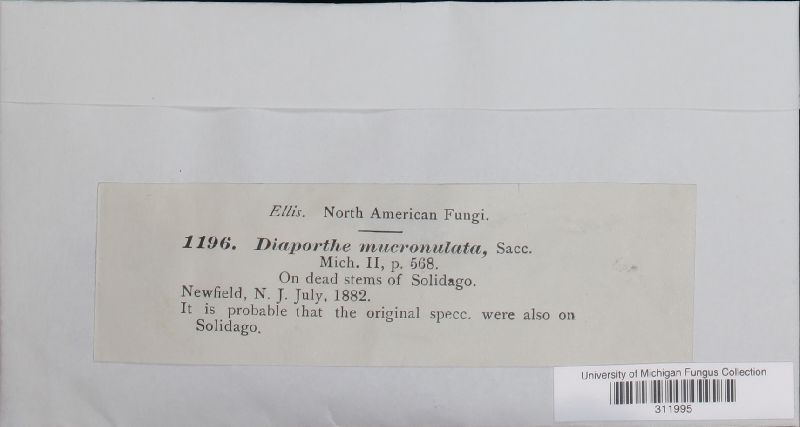 Ellis. North American Fungi.
1196. Diaporthe mucronulata, Sacc.
Mich. II, p. 568.
On dead stems of Solidago.
Newfield, N. J. July, 1882.
It is probable that the original specc. were also on
Solidago.
University of Michigan Fungus Collection
311995